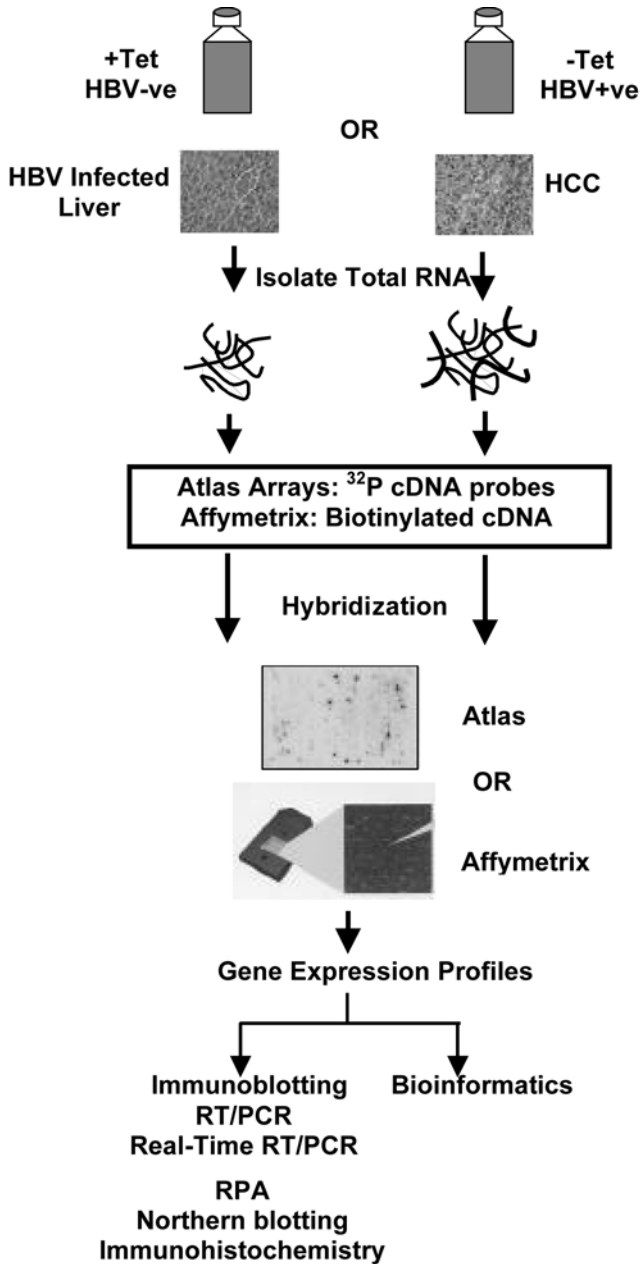 +Tet
HBV-ve
-Tet
HBV+ve
OR
HBV Infected
Liver
HCC
Isolate Total RNA
Atlas Arrays: ³²P cDNA probes
Affymetrix: Biotinylated cDNA
Hybridization
Atlas
OR
Affymetrix
Gene Expression Profiles
Immunoblotting
RT/PCR
Real-Time RT/PCR
Bioinformatics
RPA
Northern blotting
Immunohistochemistry